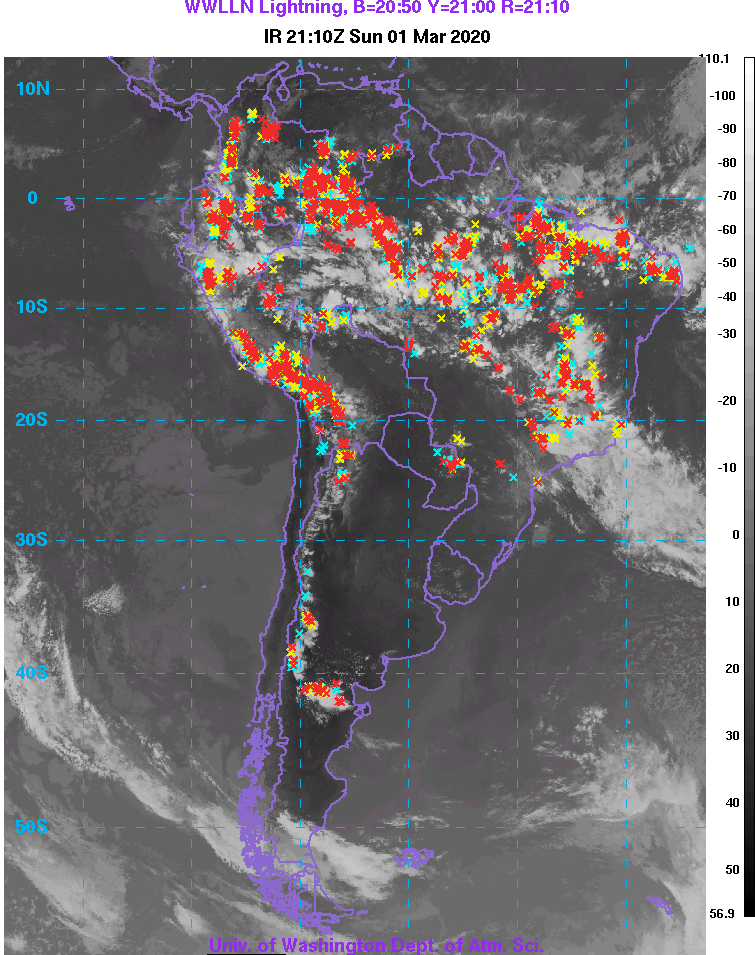 WWLLN Lightning, B=20:50 Y=21:00 R=21:10
IR 21:10Z Sun 01 Mar 2020
110.1
-100
-90
-80
-70
-60
-50
-40
-30
-20
-10
0
10
20
30
40
50
56.9
10N
0
10S
20S
30S
40S
50S
Univ. of Washington Dept. of Atm. Sci.